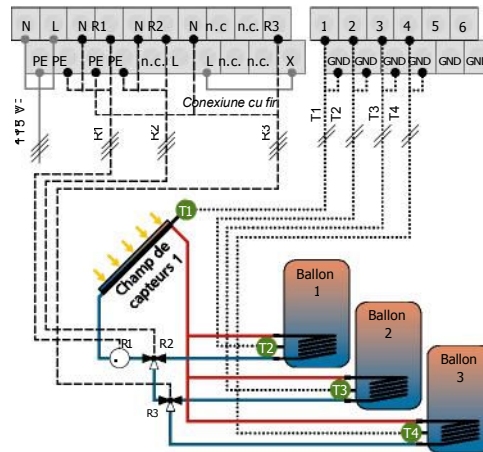 N L N R1 N R2 N n.c n.c. R3
1 2 3 4 5 6
PE PE PE PE n.c. L L n.c. n.c. X
GND GND GND GND GND GND
Conexiune cu fir
R1
R2
R3
T1
T2
T3
T4
T1
Champ de
capteurs 1
Ballon
1
T2
R1
R2
Ballon
2
T3
R3
Ballon
3
T4